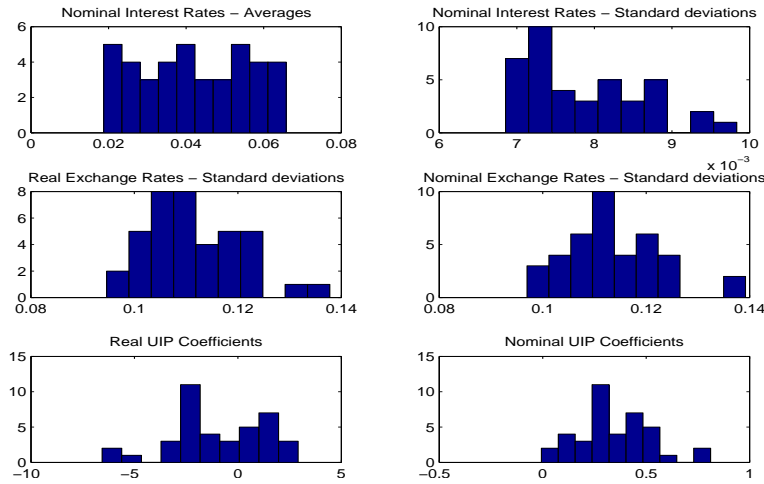 Nominal Interest Rates – Averages
6
4
2
0
0 0.02 0.04 0.06 0.08
Nominal Interest Rates – Standard deviations
10
5
0
6 7 8 9 10
x 10^−3
Real Exchange Rates – Standard deviations
8
6
4
2
0
0.08 0.1 0.12 0.14
Nominal Exchange Rates – Standard deviations
10
5
0
0.08 0.1 0.12 0.14
Real UIP Coefficients
15
10
5
0
−10 −5 0 5
Nominal UIP Coefficients
15
10
5
0
−0.5 0 0.5 1